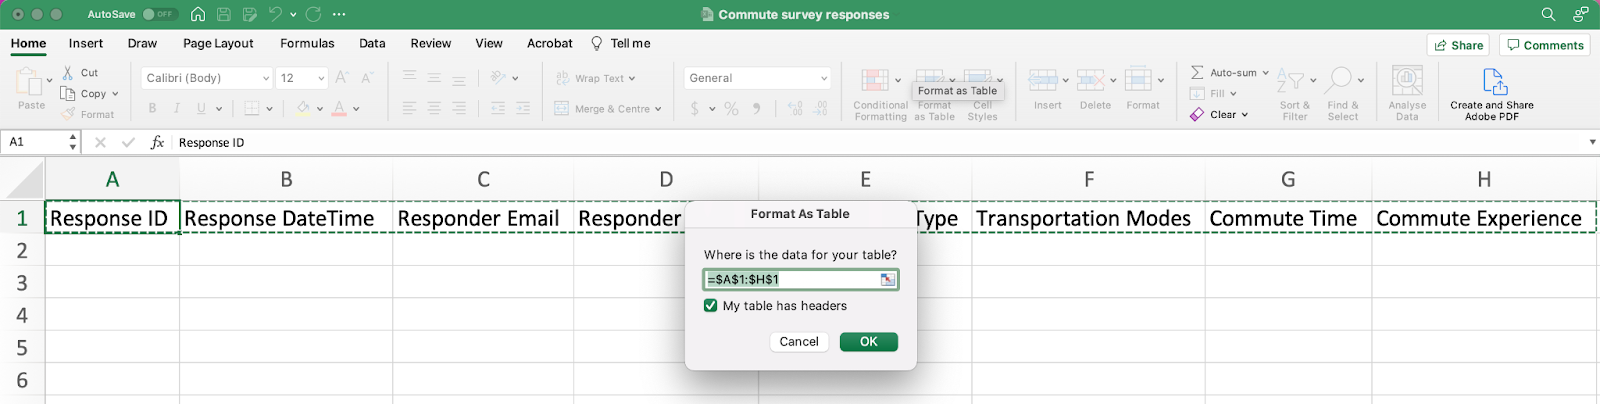 AutoSave OFF
Commute survey responses
Home Insert Draw Page Layout Formulas Data Review View Acrobat Tell me
Share Comments
Paste
Cut
Copy
Format
Calibri (Body) 12
B I U
Wrap Text
Merge & Centre
General
$ % 9
Conditional Formatting
Format as Table
Cell Styles
Format as Table
Insert
Delete
Format
Auto-sum
Fill
Clear
Sort & Filter
Find & Select
Analyse Data
Create and Share Adobe PDF
A1 fx Response ID
A B C D E F G H
1 Response ID Response DateTime Responder Email Responder Type Transportation Modes Commute Time Commute Experience
2
3
4
5
6
Format As Table
Where is the data for your table?
=$A$1:$H$1
My table has headers
Cancel OK